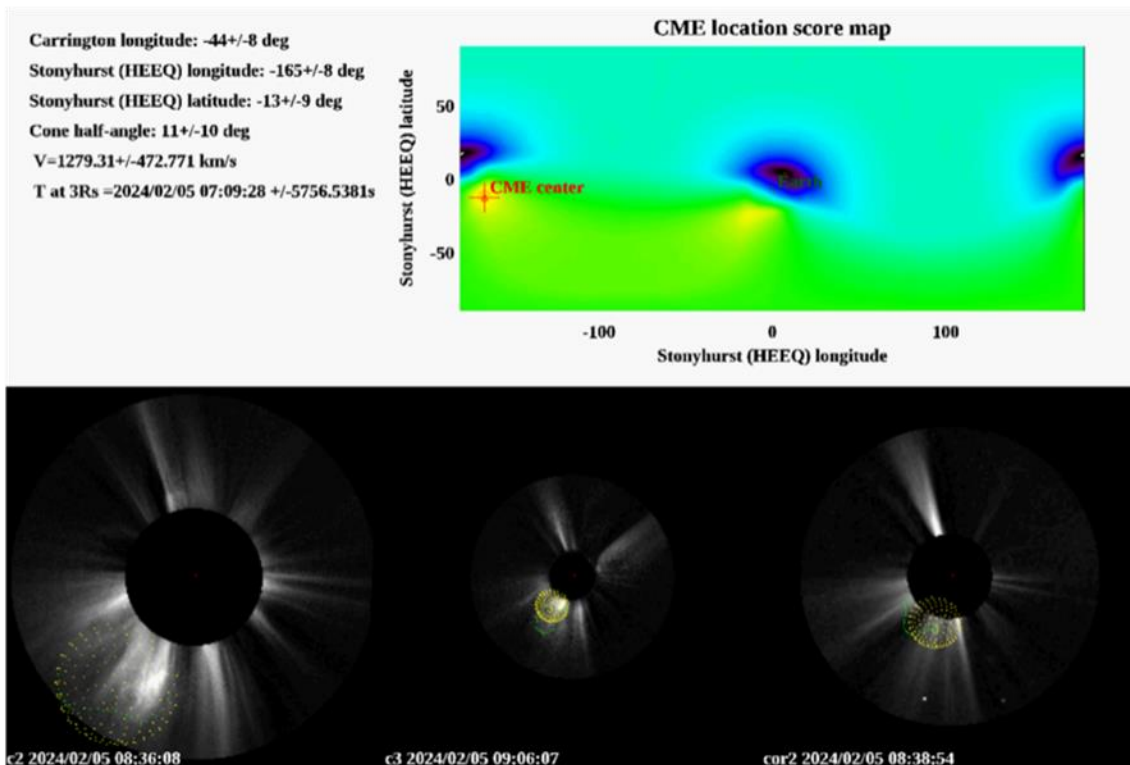 Carrington longitude: -44+/-8 deg
Stonyhurst (HEEQ) longitude: -165+/-8 deg
Stonyhurst (HEEQ) latitude: -13+/-9 deg
Cone half-angle: 11+/-10 deg
V=1279.31+/-472.771 km/s
T at 3Rs =2024/02/05 07:09:28 +/-5756.5381s
CME location score map
Stonyhurst (HEEQ) latitude
50
0
-50
CME center
Earth
-100
0
100
Stonyhurst (HEEQ) longitude
c2 2024/02/05 08:36:08
c3 2024/02/05 09:06:07
cor2 2024/02/05 08:38:54